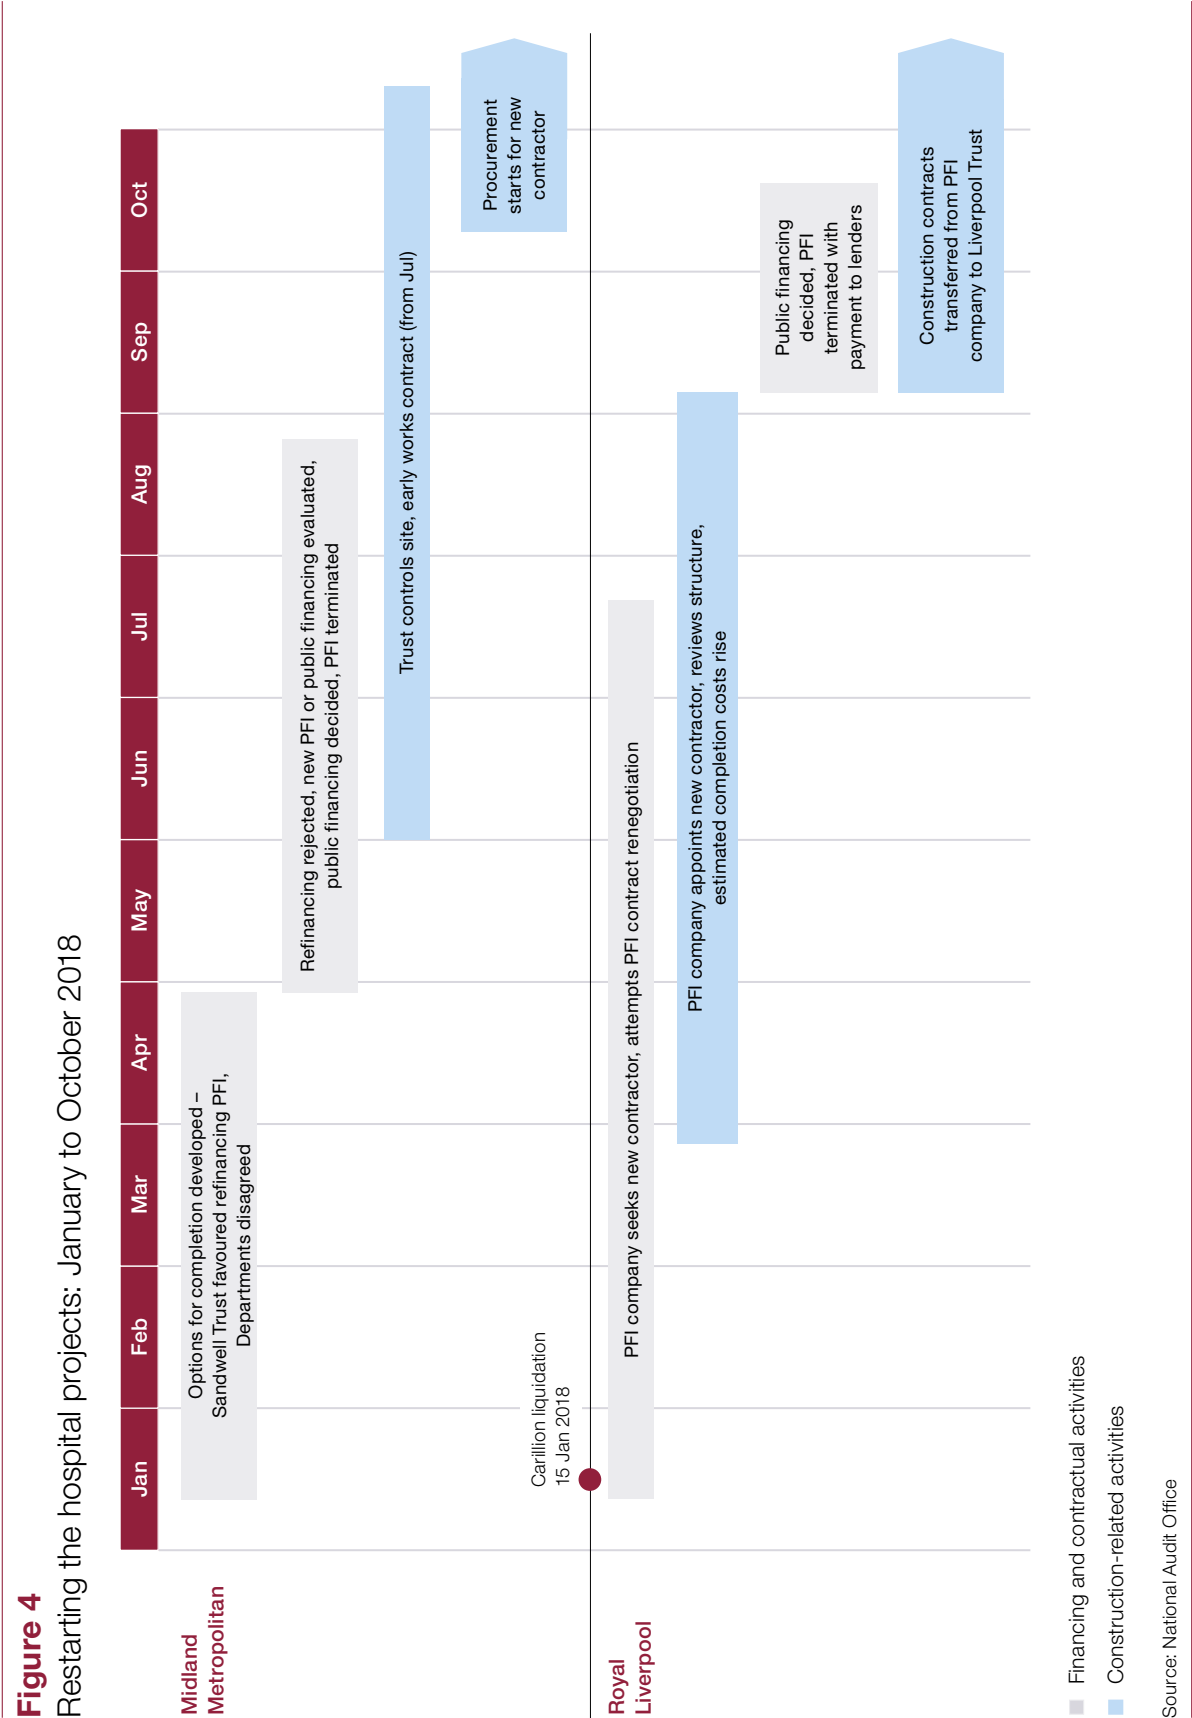 Figure 4
Restarting the hospital projects: January to October 2018
Jan
Feb
Mar
Apr
May
Jun
Jul
Aug
Sep
Oct
Midland
Metropolitan
Options for completion developed –
Sandwell Trust favoured refinancing PFI,
Departments disagreed
Refinancing rejected, new PFI or public financing evaluated,
public financing decided, PFI terminated
Trust controls site, early works contract (from Jul)
Procurement
starts for new
contractor
Carillion liquidation
15 Jan 2018
Royal
Liverpool
PFI company seeks new contractor, attempts PFI contract renegotiation
PFI company appoints new contractor, reviews structure,
estimated completion costs rise
Public financing
decided, PFI
terminated with
payment to lenders
Construction contracts
transferred from PFI
company to Liverpool Trust
Financing and contractual activities
Construction-related activities
Source: National Audit Office